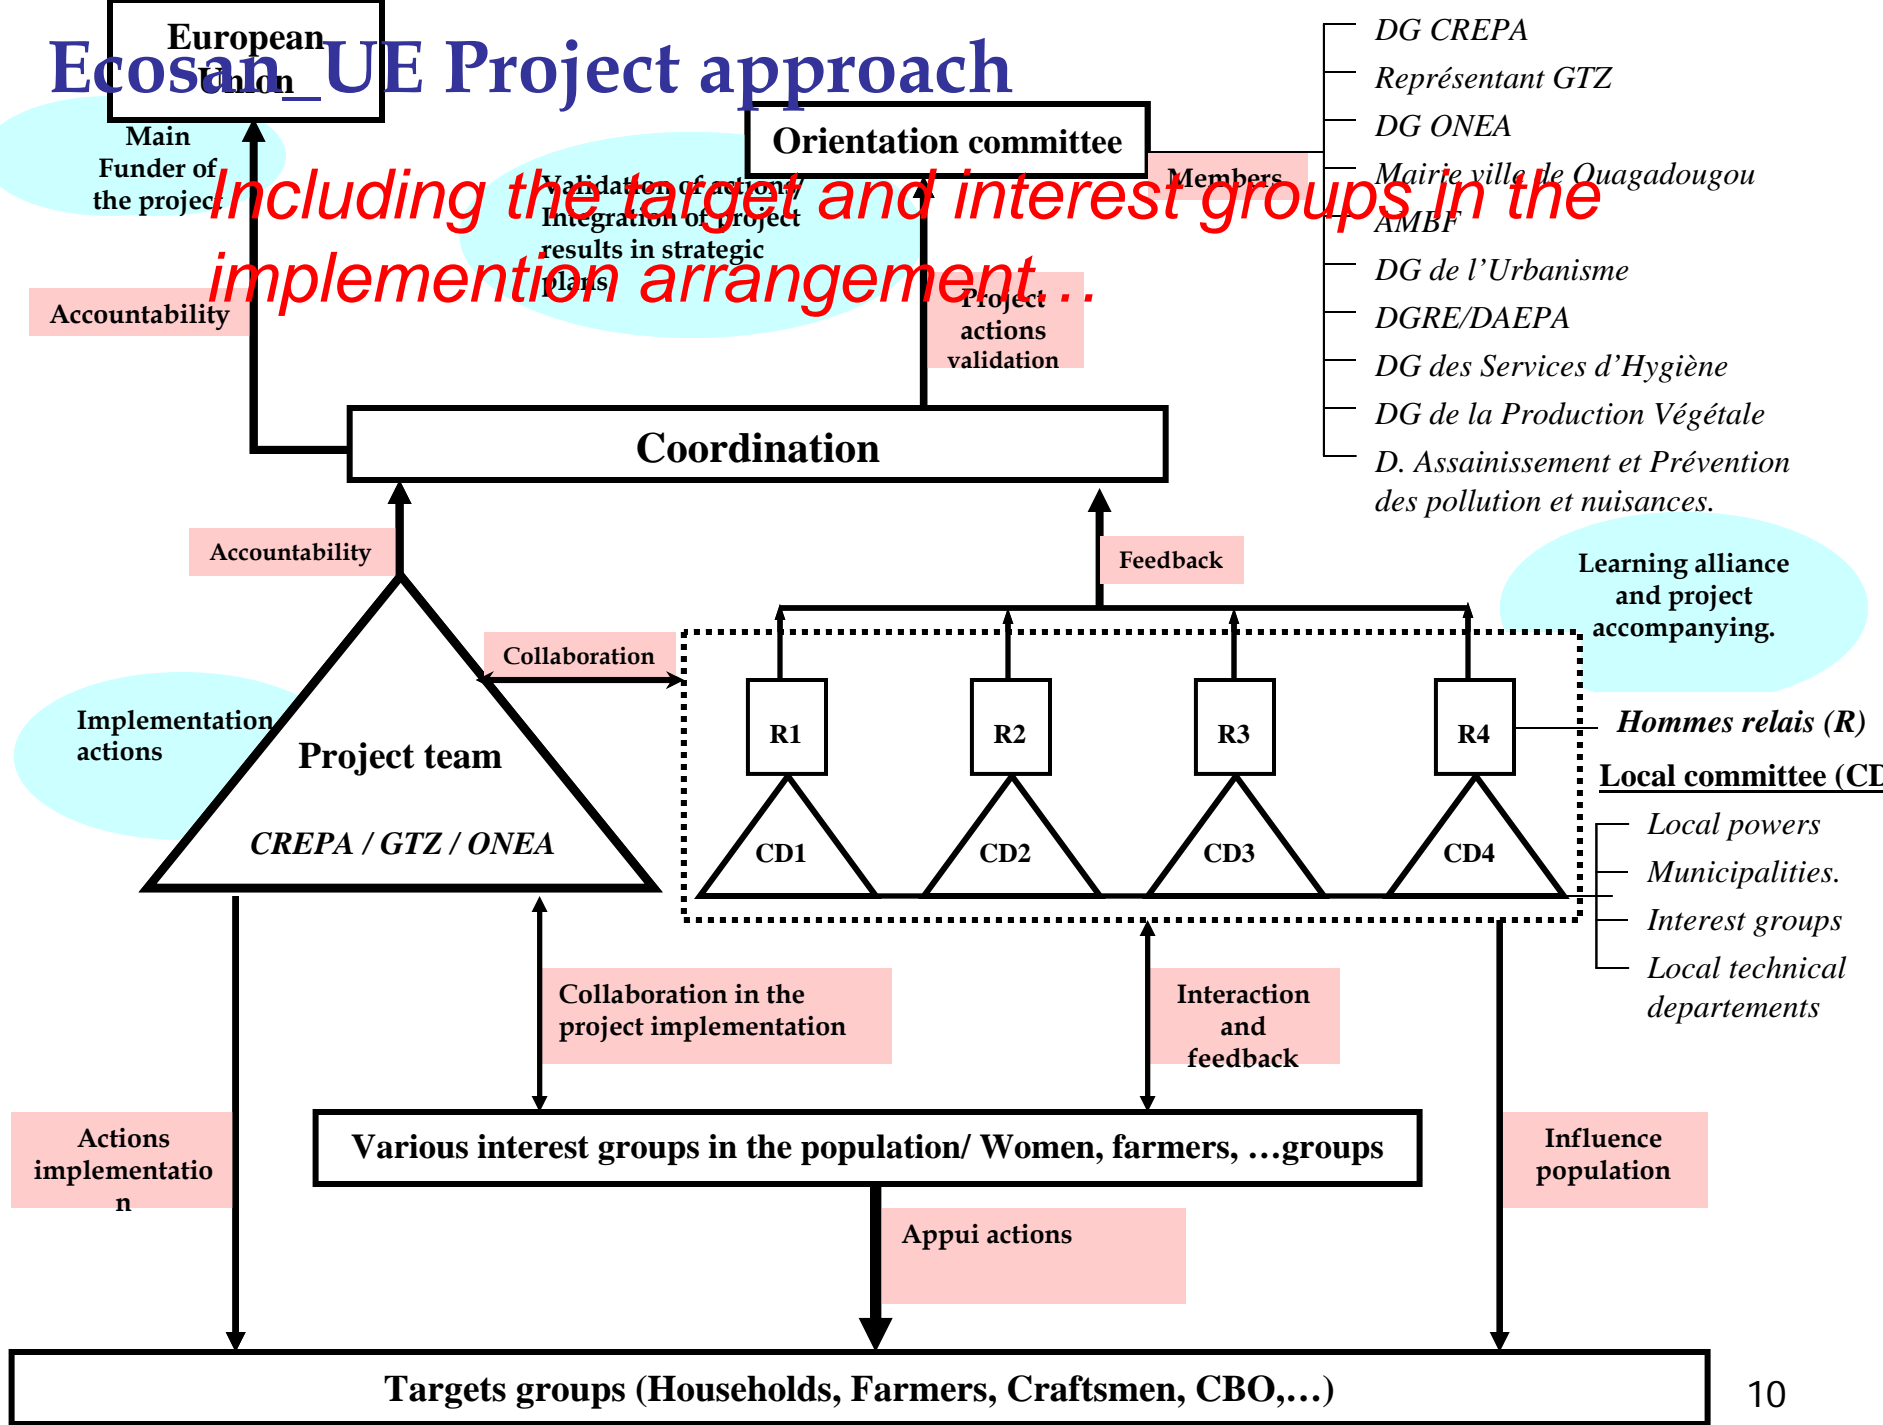 European
Union
Ecosan_UE Project approach
Main
Funder of
the project
Orientation committee
Members
DG CREPA
Représentant GTZ
DG ONEA
Mairie ville de Ouagadougou
AMBF
DG de l’Urbanisme
DGRE/DAEPA
DG des Services d’Hygiène
DG de la Production Végétale
D. Assainissement et Prévention
des pollution et nuisances.
Including the target and interest groups in the
implemention arrangement…
Validation of actions/
Integration of project
results in strategic
plans
Accountability
Project
actions
validation
Coordination
Accountability
Feedback
Learning alliance
and project
accompanying.
Collaboration
Implementation
actions
Project team
CREPA / GTZ / ONEA
R1
R2
R3
R4
Hommes relais (R)
CD1
CD2
CD3
CD4
Local committee (CD
Local powers
Municipalities.
Interest groups
Local technical
departements
Collaboration in the
project implementation
Interaction
and
feedback
Actions
implementatio
n
Various interest groups in the population/ Women, farmers, …groups
Influence
population
Appui actions
Targets groups (Households, Farmers, Craftsmen, CBO,…)
10